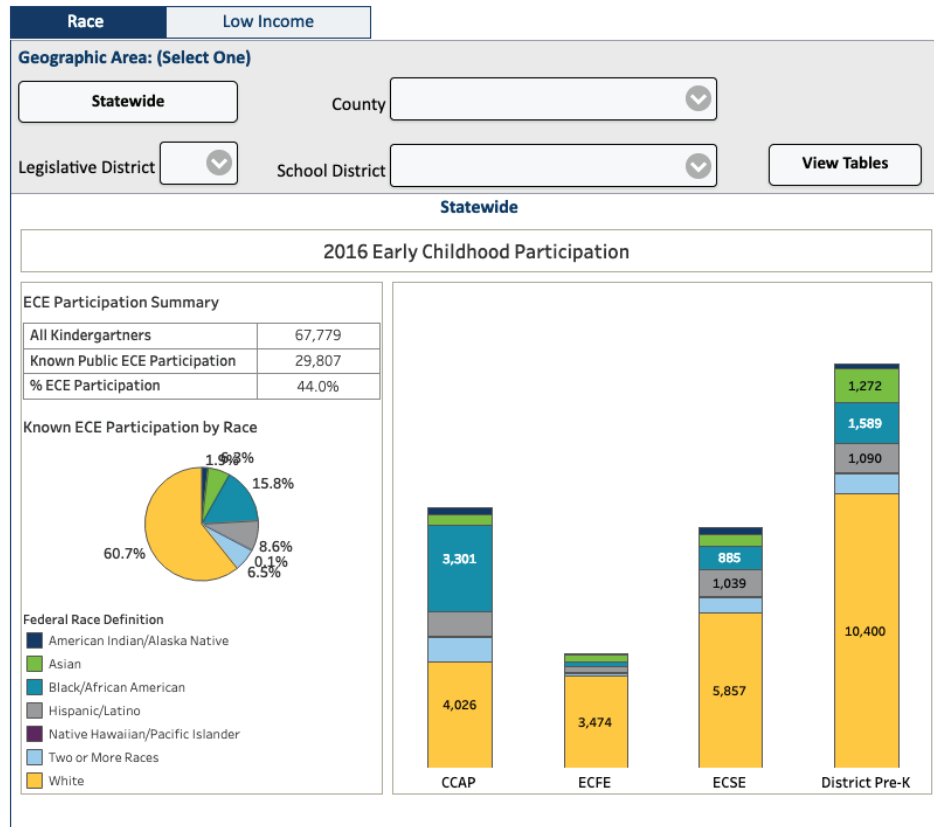 Race Low Income
Geographic Area: (Select One)
Statewide County
Legislative District School District View Tables
Statewide
2016 Early Childhood Participation
ECE Participation Summary
All Kindergartners 67,779
Known Public ECE Participation 29,807
% ECE Participation 44.0%
Known ECE Participation by Race
1.9% 6.3%
15.8%
8.6%
0.1%
6.5%
60.7%
Federal Race Definition
American Indian/Alaska Native
Asian
Black/African American
Hispanic/Latino
Native Hawaiian/Pacific Islander
Two or More Races
White
3,301
4,026
CCAP
3,474
ECFE
885
1,039
5,857
ECSE
1,272
1,589
1,090
10,400
District Pre-K